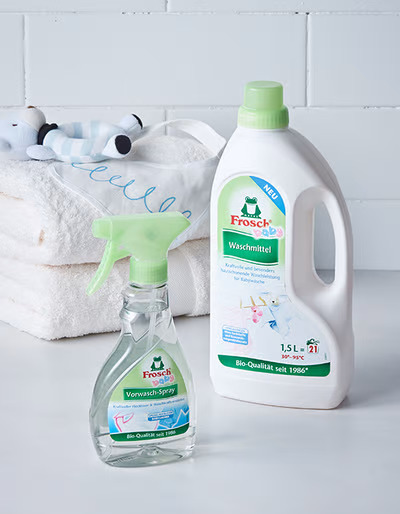 NEU
Frosch
baby
Waschmittel
Kraftvolle und besonders
hautschonende Waschleistung
für Babywäsche
1,5 L = 21
30°- 95°C
Bio-Qualität seit 1986*
Frosch
baby
Vorwasch-Spray
Bio-Qualität seit 1986